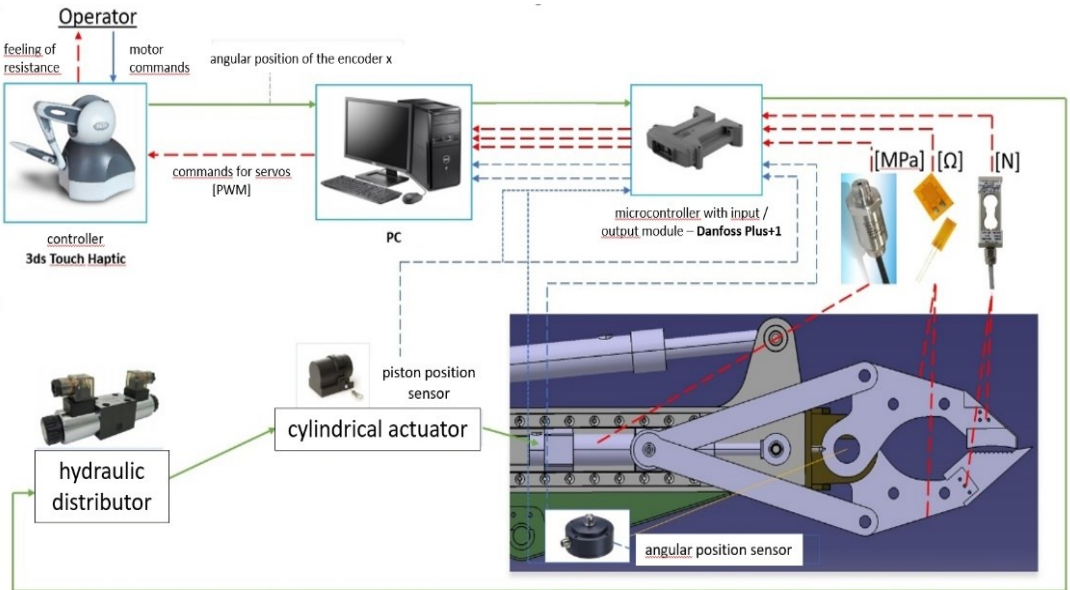 Operator
feeling of
resistance
motor
commands
angular position of the encoder x
commands for servos
[PWM]
controller
3ds Touch Haptic
PC
microcontroller with input /
output module – Danfoss Plus+1
[MPa]
[Ω]
[N]
piston position
sensor
cylindrical actuator
hydraulic
distributor
angular position sensor